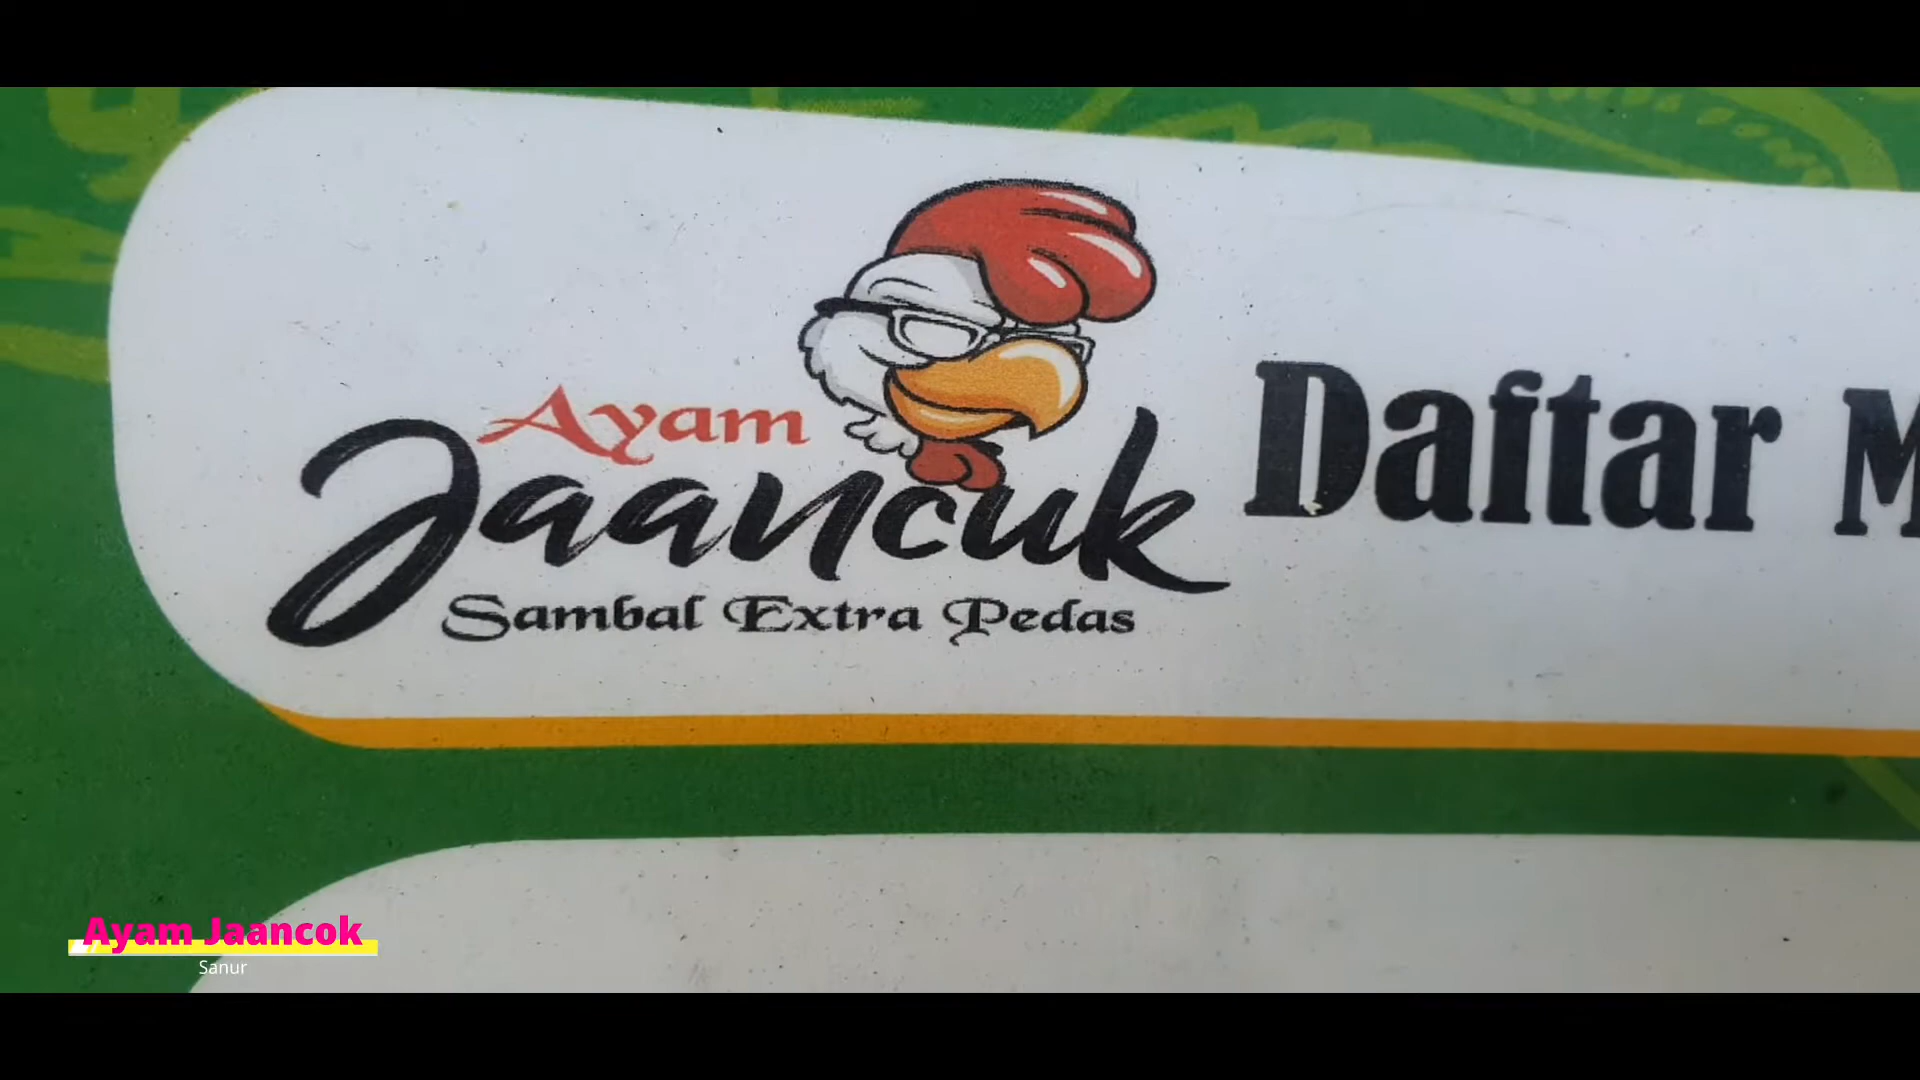 Ayam
Jaancuk
Sambal Extra Pedas
Daftar
Ayam Jaancok
Sanur